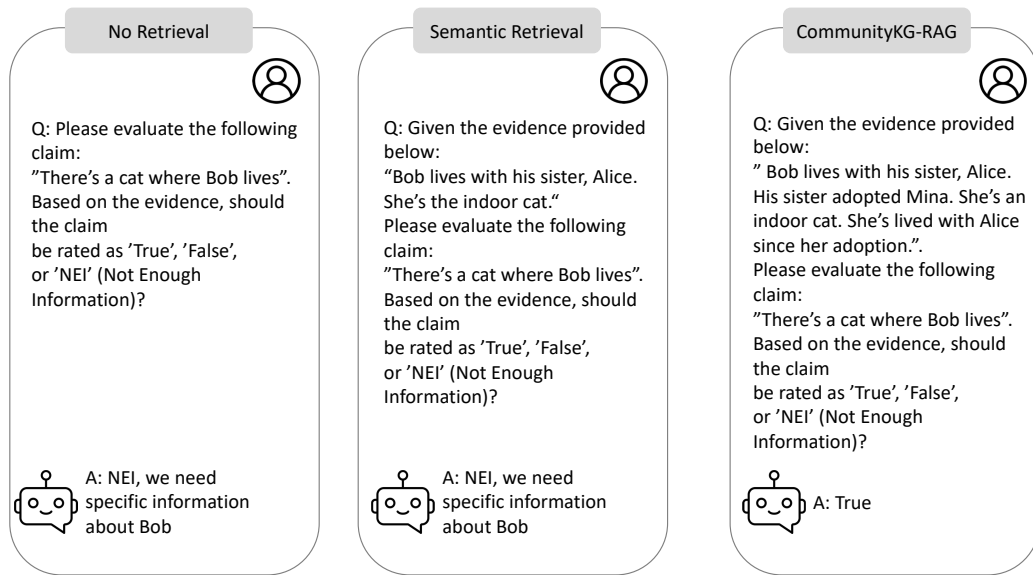 No Retrieval
Q: Please evaluate the following
claim:
”There’s a cat where Bob lives”.
Based on the evidence, should
the claim
be rated as ’True’, ’False’,
or ’NEI’ (Not Enough
Information)?
A: NEI, we need
specific information
about Bob
Semantic Retrieval
Q: Given the evidence provided
below:
“Bob lives with his sister, Alice.
She’s the indoor cat.“
Please evaluate the following
claim:
”There’s a cat where Bob lives”.
Based on the evidence, should
the claim
be rated as ’True’, ’False’,
or ’NEI’ (Not Enough
Information)?
A: NEI, we need
specific information
about Bob
CommunityKG-RAG
Q: Given the evidence provided
below:
” Bob lives with his sister, Alice.
His sister adopted Mina. She’s an
indoor cat. She’s lived with Alice
since her adoption.”.
Please evaluate the following
claim:
”There’s a cat where Bob lives”.
Based on the evidence, should
the claim
be rated as ’True’, ’False’,
or ’NEI’ (Not Enough
Information)?
A: True